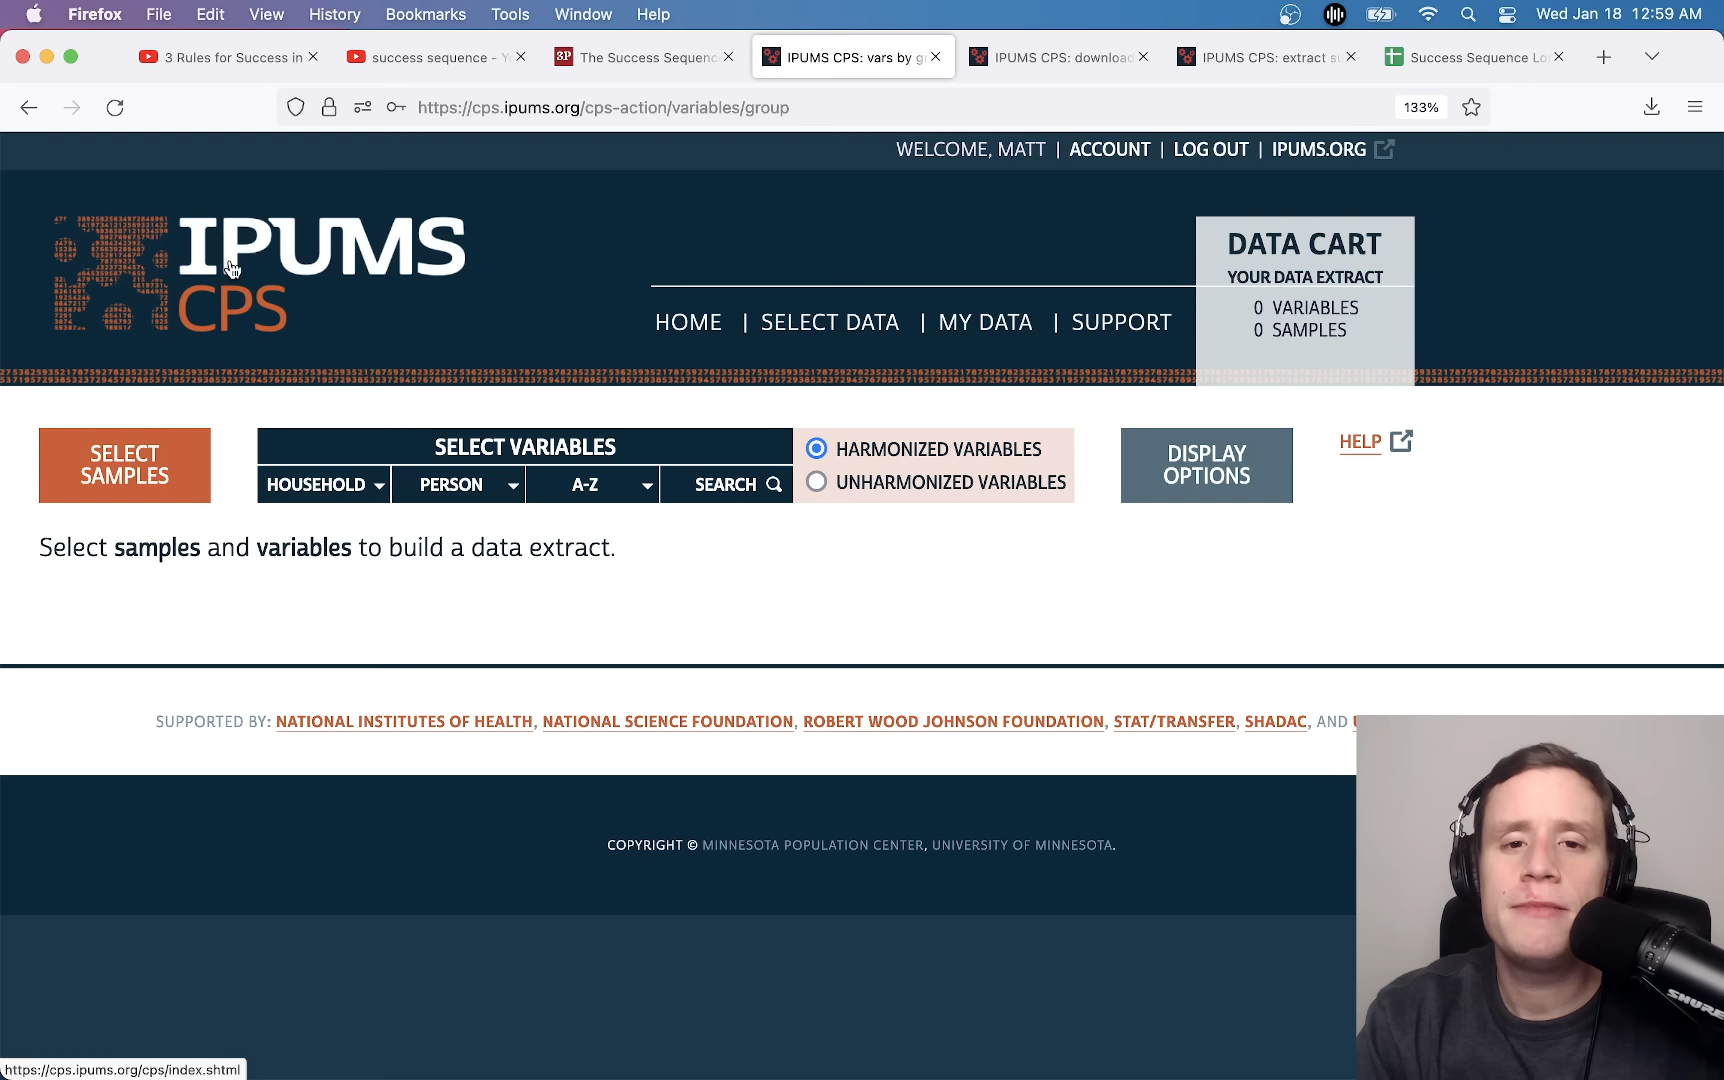 Firefox File Edit View History Bookmarks Tools Window Help Wed Jan 18 12:59 AM
3 Rules for Success in
success sequence - Yo
3P The Success Sequenc
IPUMS CPS: vars by gr
IPUMS CPS: download
IPUMS CPS: extract su
Success Sequence Lo
https://cps.ipums.org/cps-action/variables/group 133%
WELCOME, MATT | ACCOUNT | LOG OUT | IPUMS.ORG
IPUMS
CPS
HOME | SELECT DATA | MY DATA | SUPPORT
DATA CART
YOUR DATA EXTRACT
0 VARIABLES
0 SAMPLES
SELECT
SAMPLES
SELECT VARIABLES
HOUSEHOLD PERSON A-Z SEARCH
HARMONIZED VARIABLES
UNHARMONIZED VARIABLES
DISPLAY
OPTIONS
HELP
Select samples and variables to build a data extract.
SUPPORTED BY: NATIONAL INSTITUTES OF HEALTH, NATIONAL SCIENCE FOUNDATION, ROBERT WOOD JOHNSON FOUNDATION, STAT/TRANSFER, SHADAC, AND
COPYRIGHT © MINNESOTA POPULATION CENTER, UNIVERSITY OF MINNESOTA.
SHURE
https://cps.ipums.org/cps/index.shtml